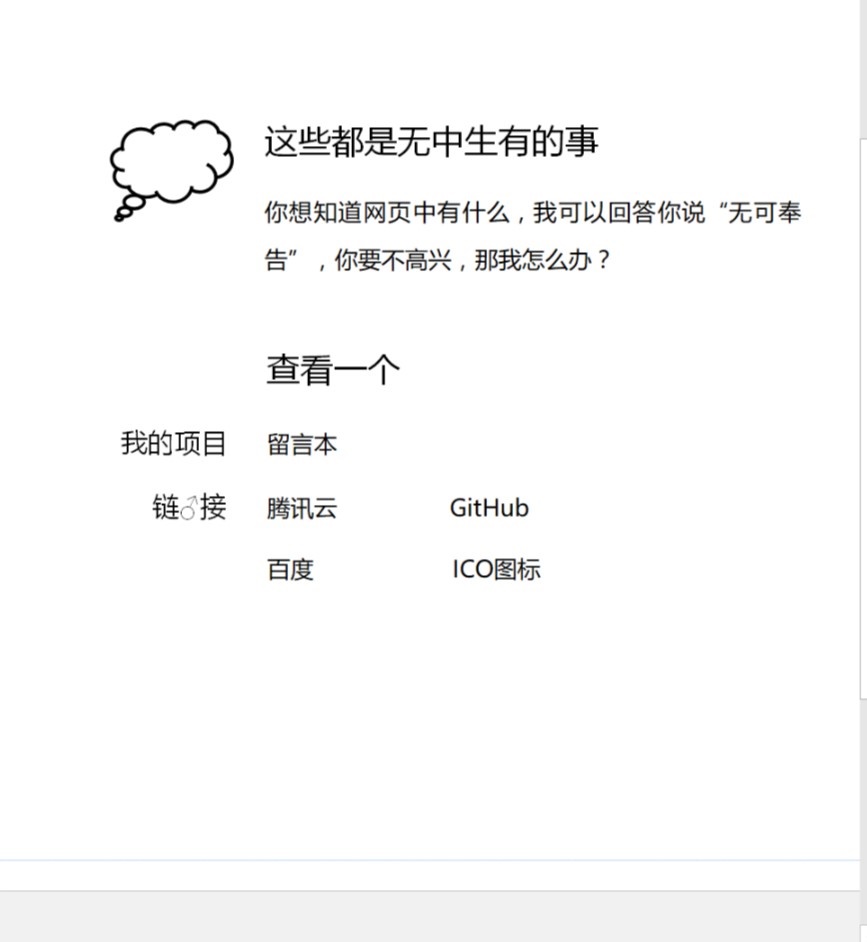 这些都是无中生有的事
你想知道网页中有什么，我可以回答你说“无可奉
告”，你要不高兴，那我怎么办？
查看一个
我的项目 留言本
链♂接 腾讯云 GitHub
百度 ICO图标